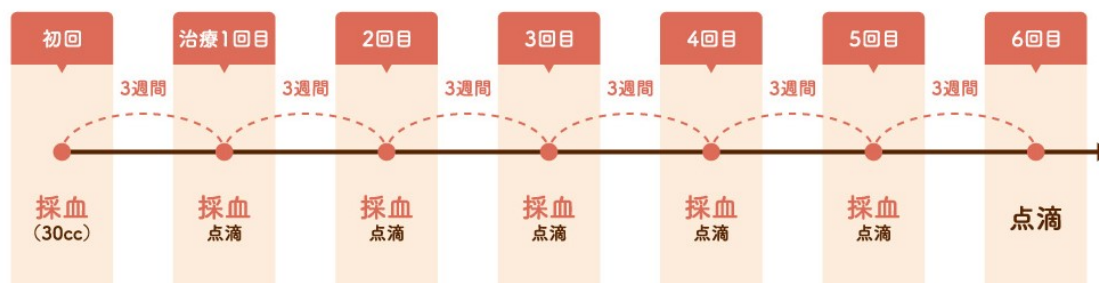 初回 治療1回目 2回目 3回目 4回目 5回目 6回目
3週間 3週間 3週間 3週間 3週間 3週間
採血 採血 採血 採血 採血 採血 点滴
(30cc) 点滴 点滴 点滴 点滴 点滴